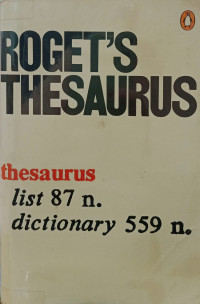 ROGET'S
THESAURUS
thesaurus
list 87 n.
dictionary 559 n.